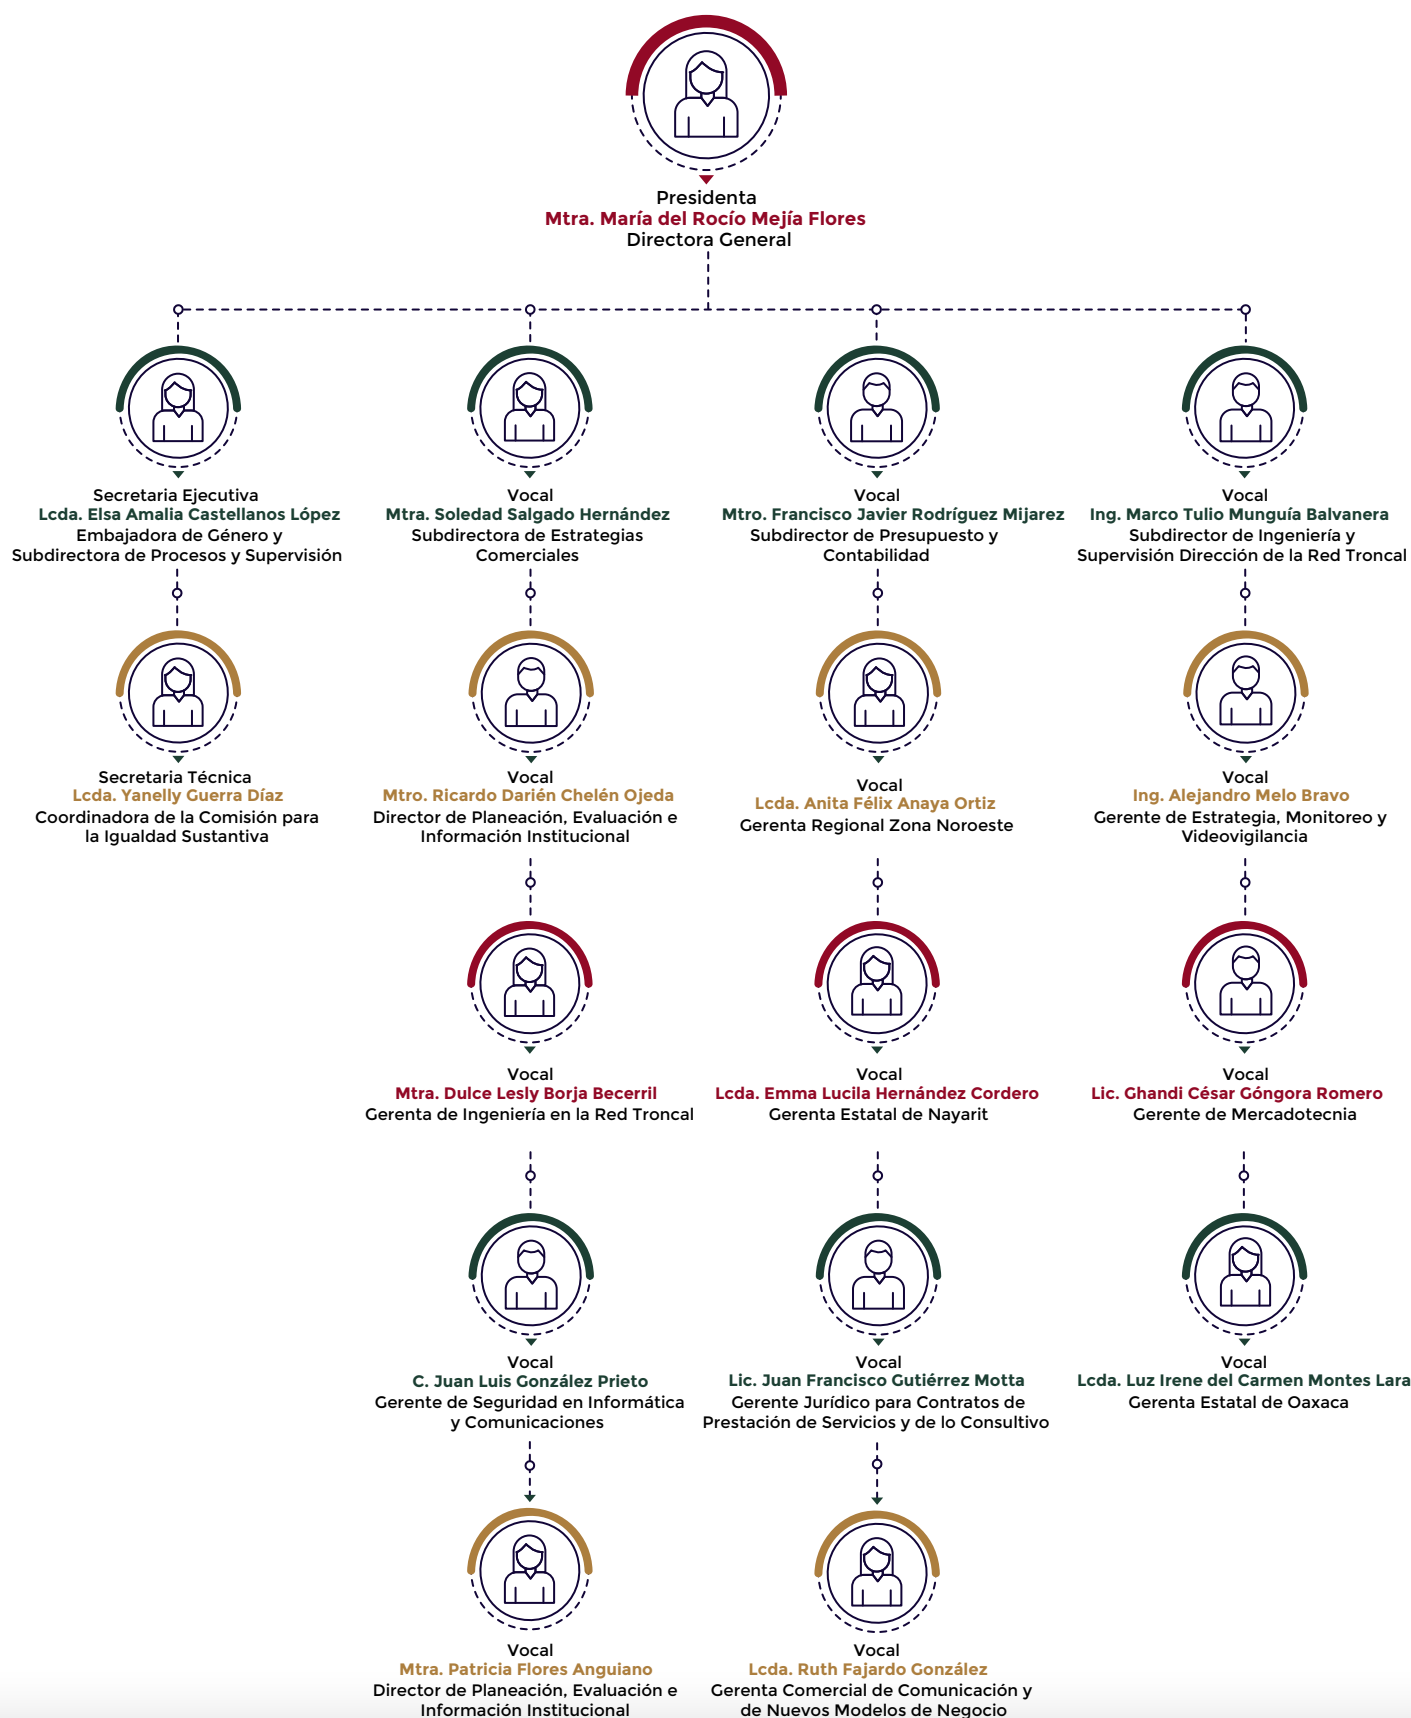 Presidenta
Mtra. María del Rocío Mejía Flores
Directora General
Secretaria Ejecutiva
Lcda. Elsa Amalia Castellanos López
Embajadora de Género y
Subdirectora de Procesos y Supervisión
Vocal
Mtra. Soledad Salgado Hernández
Subdirectora de Estrategias
Comerciales
Vocal
Mtro. Francisco Javier Rodríguez Mijarez
Subdirector de Presupuesto y
Contabilidad
Vocal
Ing. Marco Tulio Munguía Balvanera
Subdirector de Ingeniería y
Supervisión Dirección de la Red Troncal
Secretaria Técnica
Lcda. Yanelly Guerra Díaz
Coordinadora de la Comisión para
la Igualdad Sustantiva
Vocal
Mtro. Ricardo Darién Chelén Ojeda
Director de Planeación, Evaluación e
Información Institucional
Vocal
Lcda. Anita Félix Anaya Ortiz
Gerenta Regional Zona Noroeste
Vocal
Ing. Alejandro Melo Bravo
Gerente de Estrategia, Monitoreo y
Videovigilancia
Vocal
Mtra. Dulce Lesly Borja Becerril
Gerenta de Ingeniería en la Red Troncal
Vocal
Lcda. Emma Lucila Hernández Cordero
Gerenta Estatal de Nayarit
Vocal
Lic. Ghandi César Góngora Romero
Gerente de Mercadotecnia
Vocal
C. Juan Luis González Prieto
Gerente de Seguridad en Informática
y Comunicaciones
Vocal
Lic. Juan Francisco Gutiérrez Motta
Gerente Jurídico para Contratos de
Prestación de Servicios y de lo Consultivo
Vocal
Lcda. Luz Irene del Carmen Montes Lara
Gerenta Estatal de Oaxaca
Vocal
Mtra. Patricia Flores Anguiano
Director de Planeación, Evaluación e
Información Institucional
Vocal
Lcda. Ruth Fajardo González
Gerenta Comercial de Comunicación y
de Nuevos Modelos de Negocio